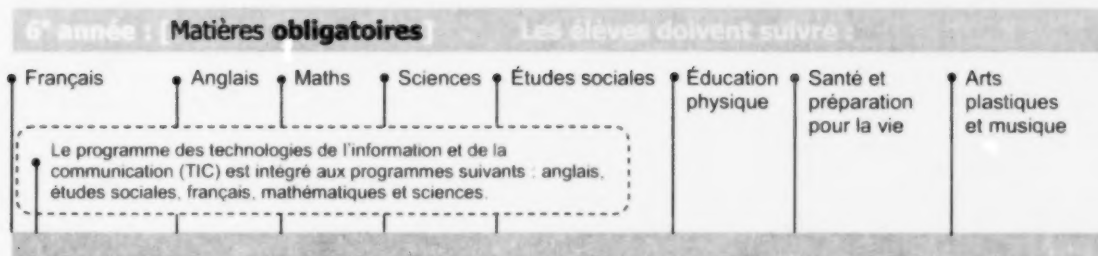 6e année : [Matières obligatoires] Les élèves doivent suivre :
Français
Anglais
Maths
Sciences
Études sociales
Éducation
physique
Santé et
préparation
pour la vie
Arts
plastiques
et musique
Le programme des technologies de l'information et de la
communication (TIC) est intégré aux programmes suivants : anglais,
études sociales, français, mathématiques et sciences.